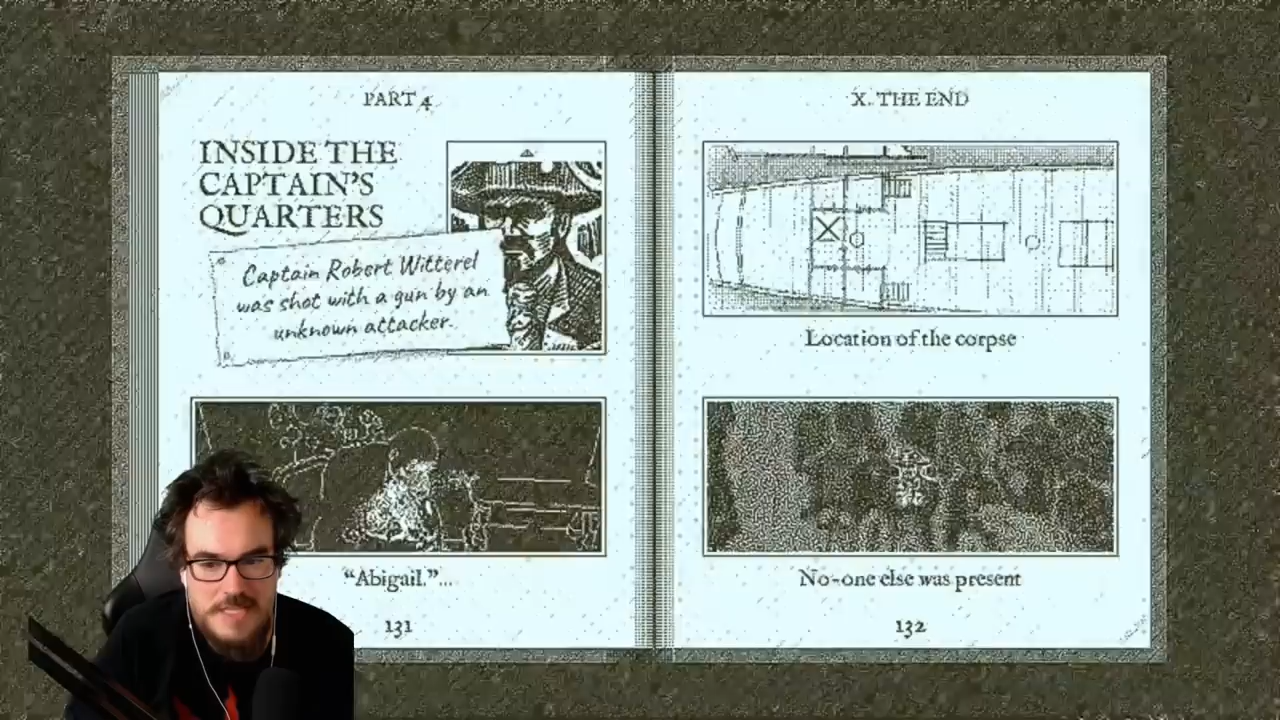 PART 4
INSIDE THE
CAPTAIN'S
QUARTERS
Captain Robert Witterel
was shot with a gun by an
unknown attacker.
"Abigail."...
131
X. THE END
Location of the corpse
No-one else was present
132